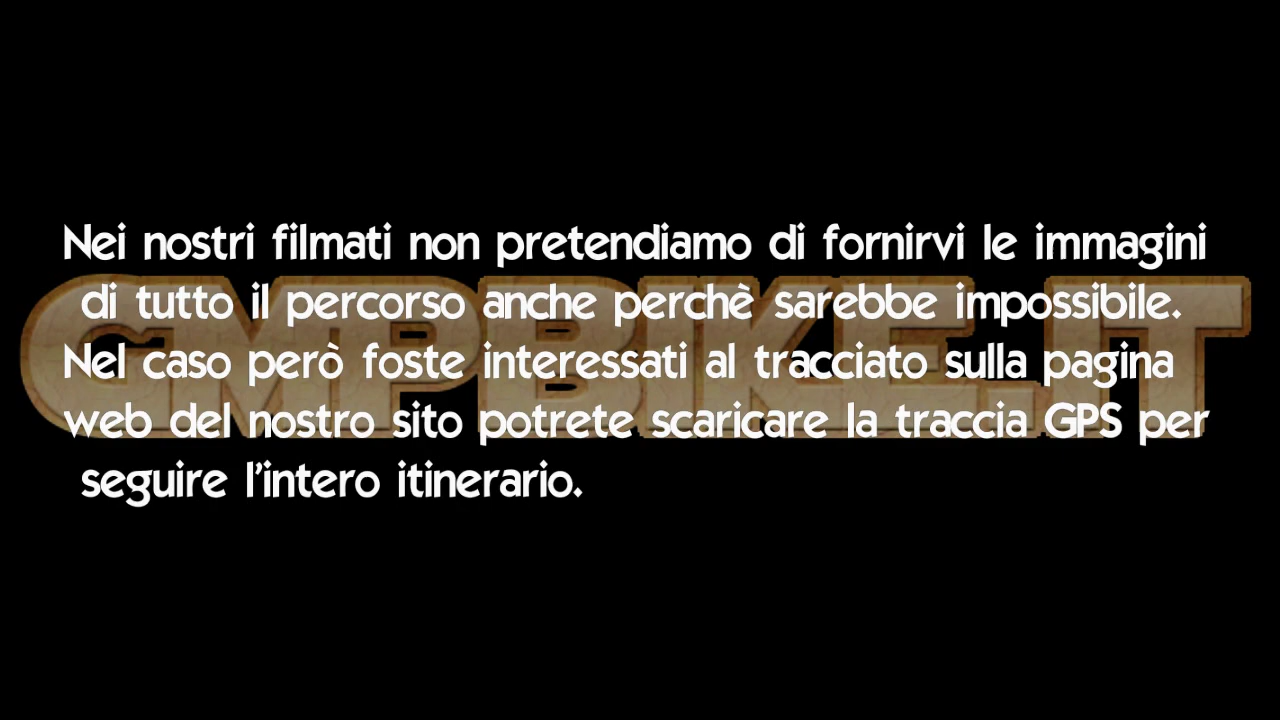 Nei nostri filmati non pretendiamo di fornirvi le immagini
di tutto il percorso anche perchè sarebbe impossibile.
Nel caso però foste interessati al tracciato sulla pagina
web del nostro sito potrete scaricare la traccia GPS per
seguire l'intero itinerario.
GMPBIKE.IT